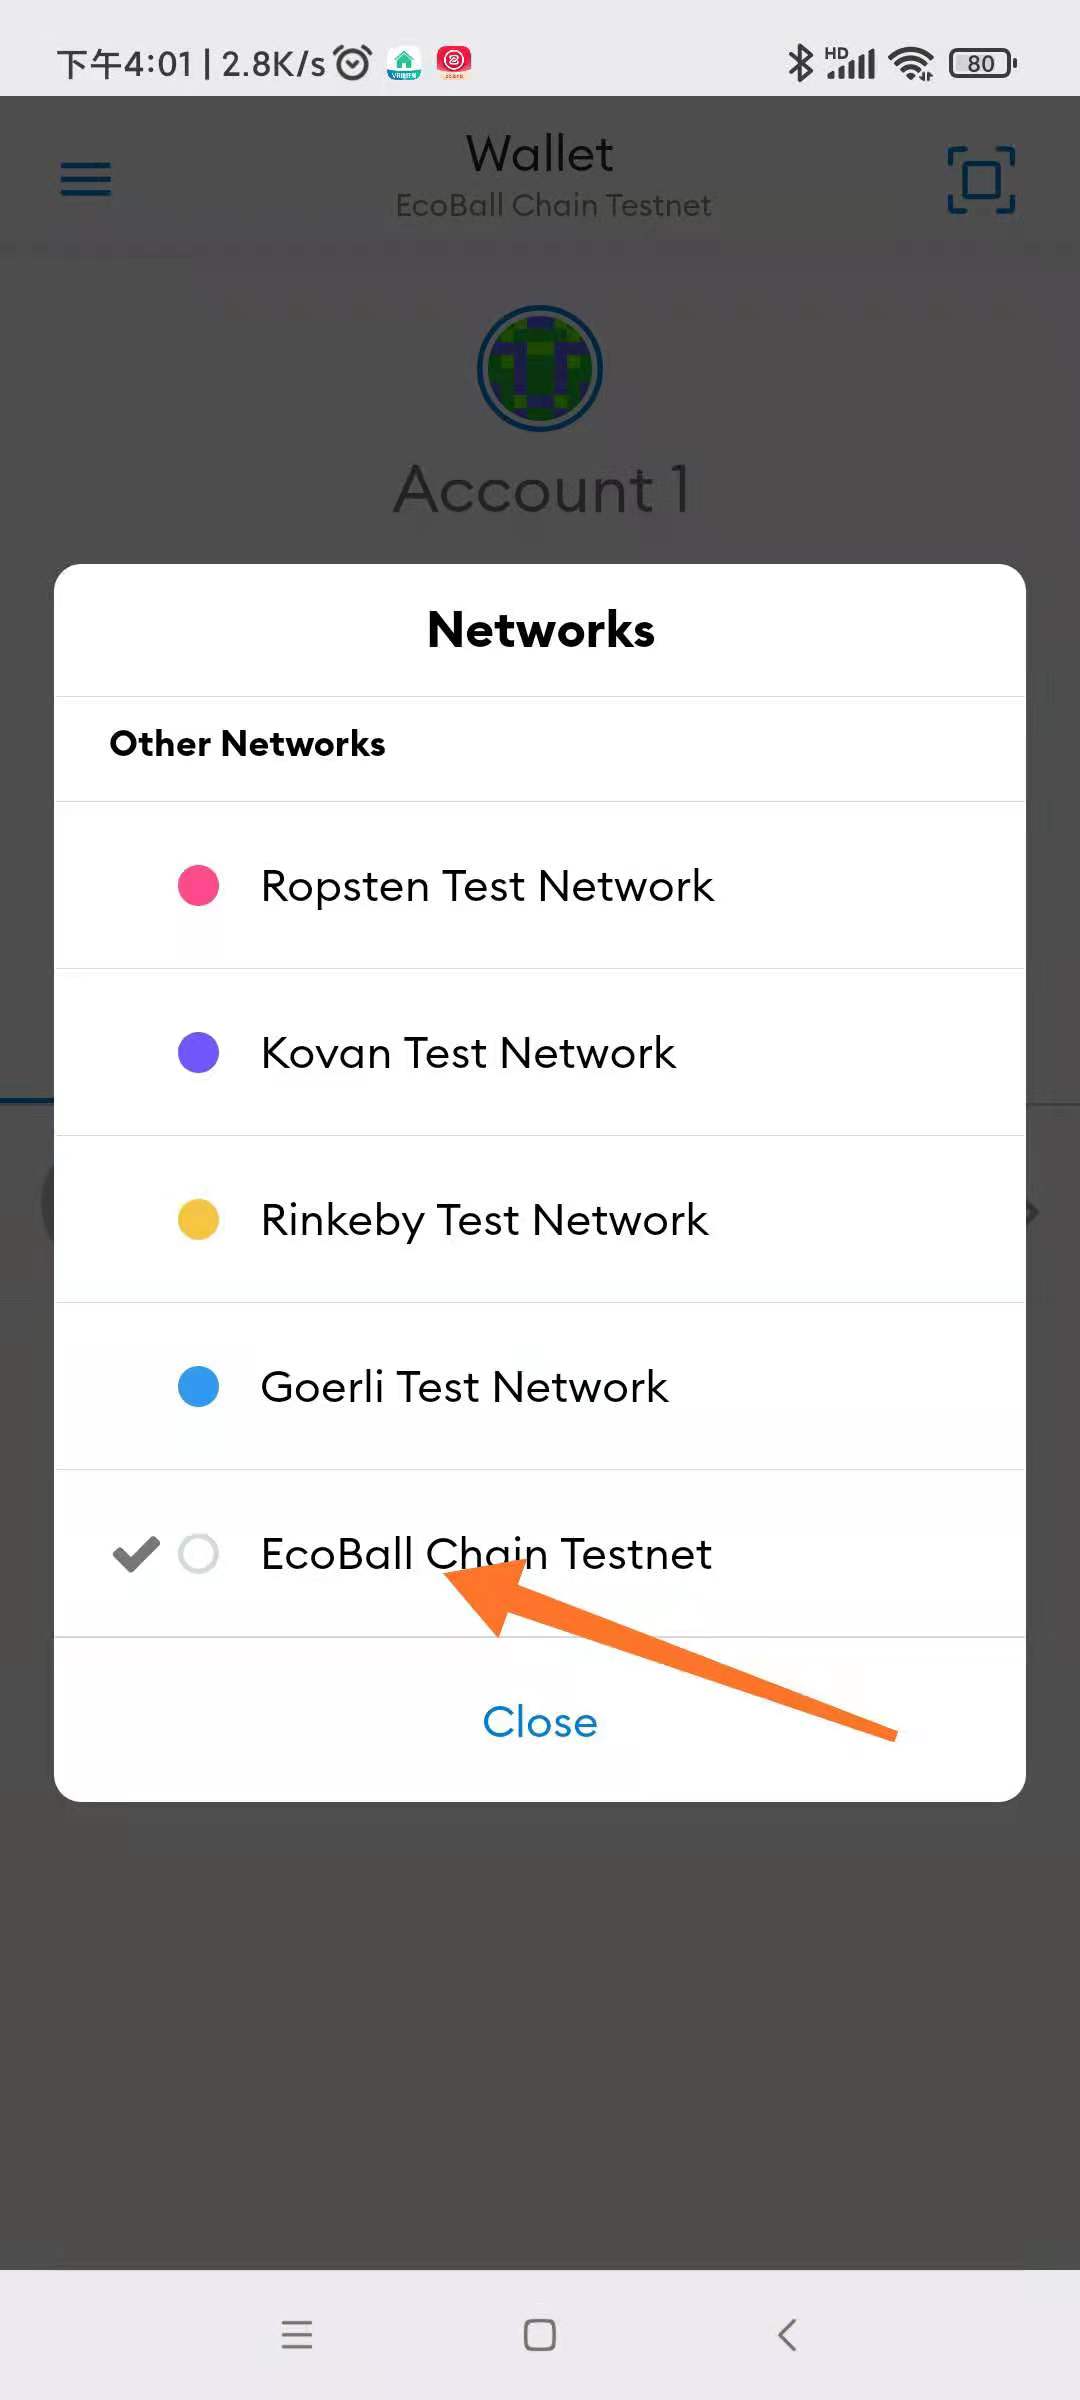 下午4:01 | 2.8K/s
HD
80
Wallet
EcoBall Chain Testnet
Account 1
Networks
Other Networks
Ropsten Test Network
Kovan Test Network
Rinkeby Test Network
Goerli Test Network
EcoBall Chain Testnet
Close